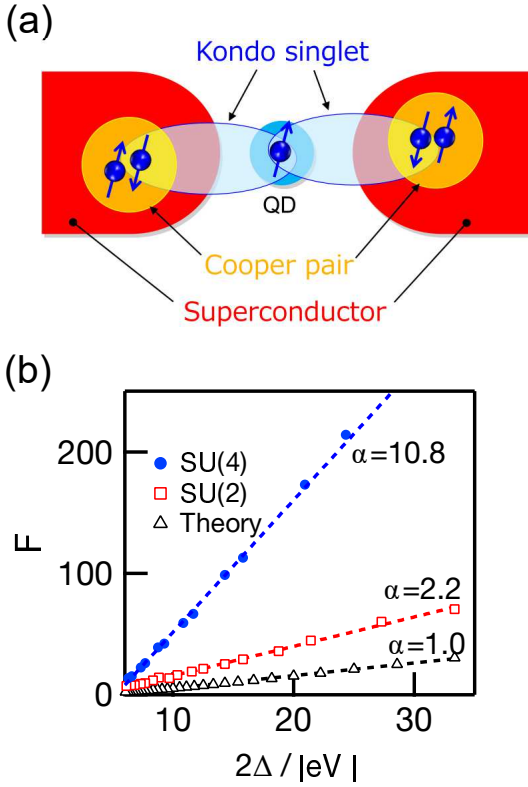 (a)
Kondo singlet
QD
Cooper pair
Superconductor
(b)
200
SU(4)
α=10.8
SU(2)
Theory
F
100
α=2.2
α=1.0
0
10
20
30
2Δ / |eV |